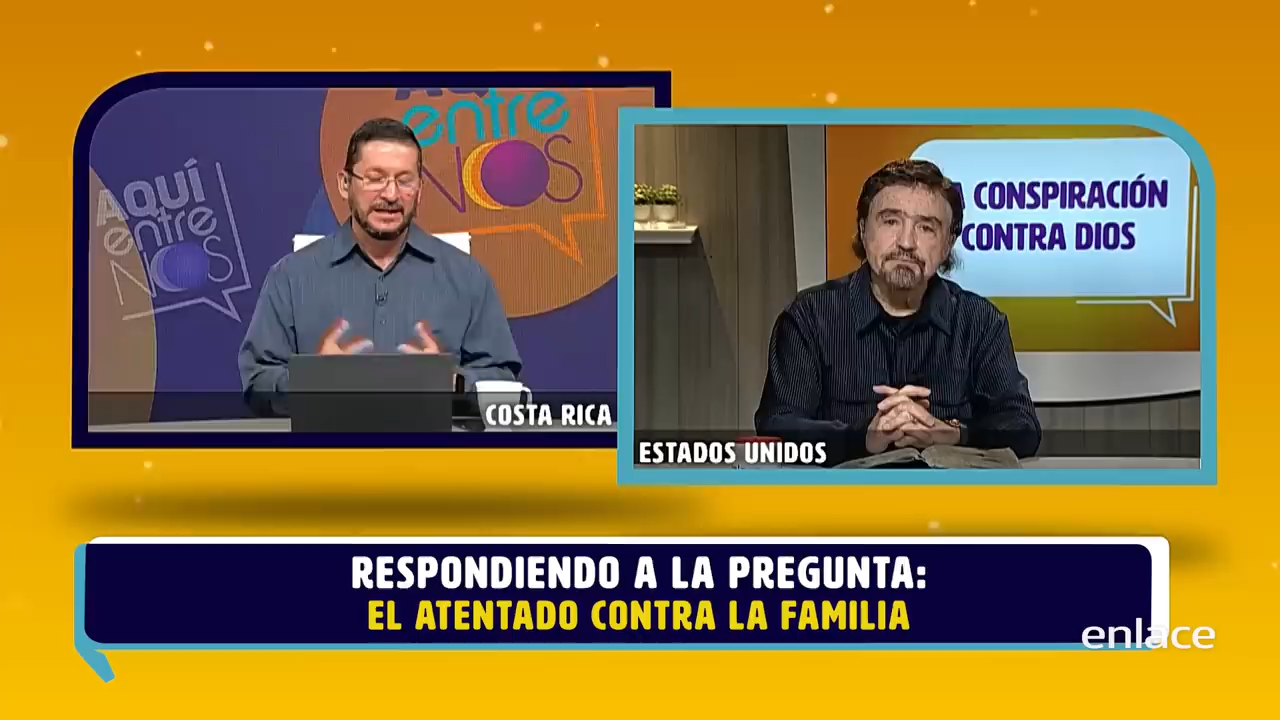 AQUÍ
entre
NOS
entre
NOS
COSTA RICA
CONSPIRACIÓN
CONTRA DIOS
ESTADOS UNIDOS
RESPONDIENDO A LA PREGUNTA:
EL ATENTADO CONTRA LA FAMILIA
enlace